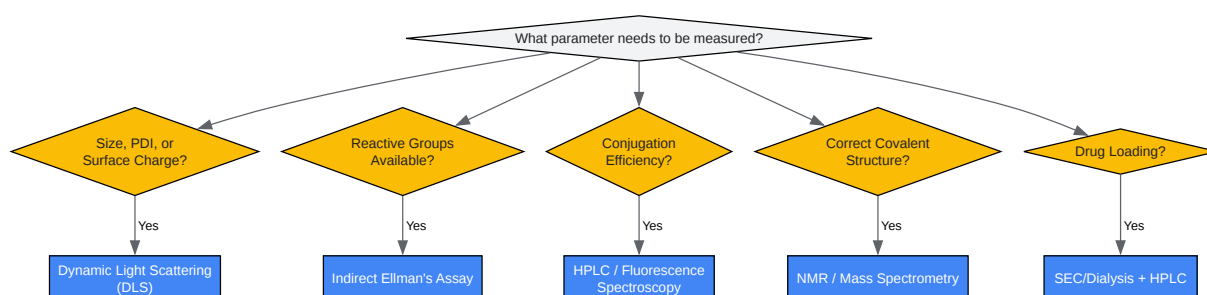 What parameter needs to be measured?
Size, PDI, or
Surface Charge?
Reactive Groups
Available?
Conjugation
Efficiency?
Correct Covalent
Structure?
Drug Loading?
Yes
Yes
Yes
Yes
Yes
Dynamic Light Scattering
(DLS)
Indirect Ellman's Assay
HPLC / Fluorescence
Spectroscopy
NMR / Mass Spectrometry
SEC/Dialysis + HPLC